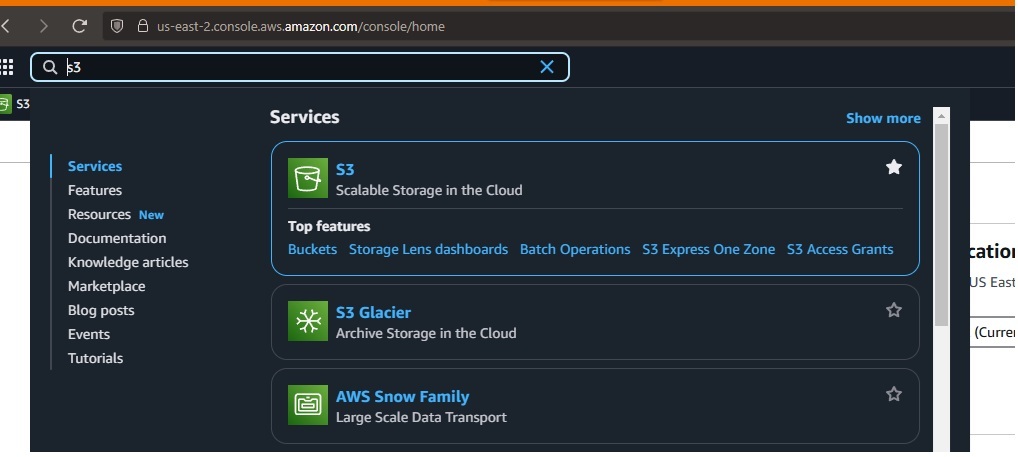 us-east-2.console.aws.amazon.com/console/home
s3
S3
Services
Show more
Services
Features
Resources New
Documentation
Knowledge articles
Marketplace
Blog posts
Events
Tutorials
S3
Scalable Storage in the Cloud
Top features
Buckets Storage Lens dashboards Batch Operations S3 Express One Zone S3 Access Grants
S3 Glacier
Archive Storage in the Cloud
AWS Snow Family
Large Scale Data Transport
US East